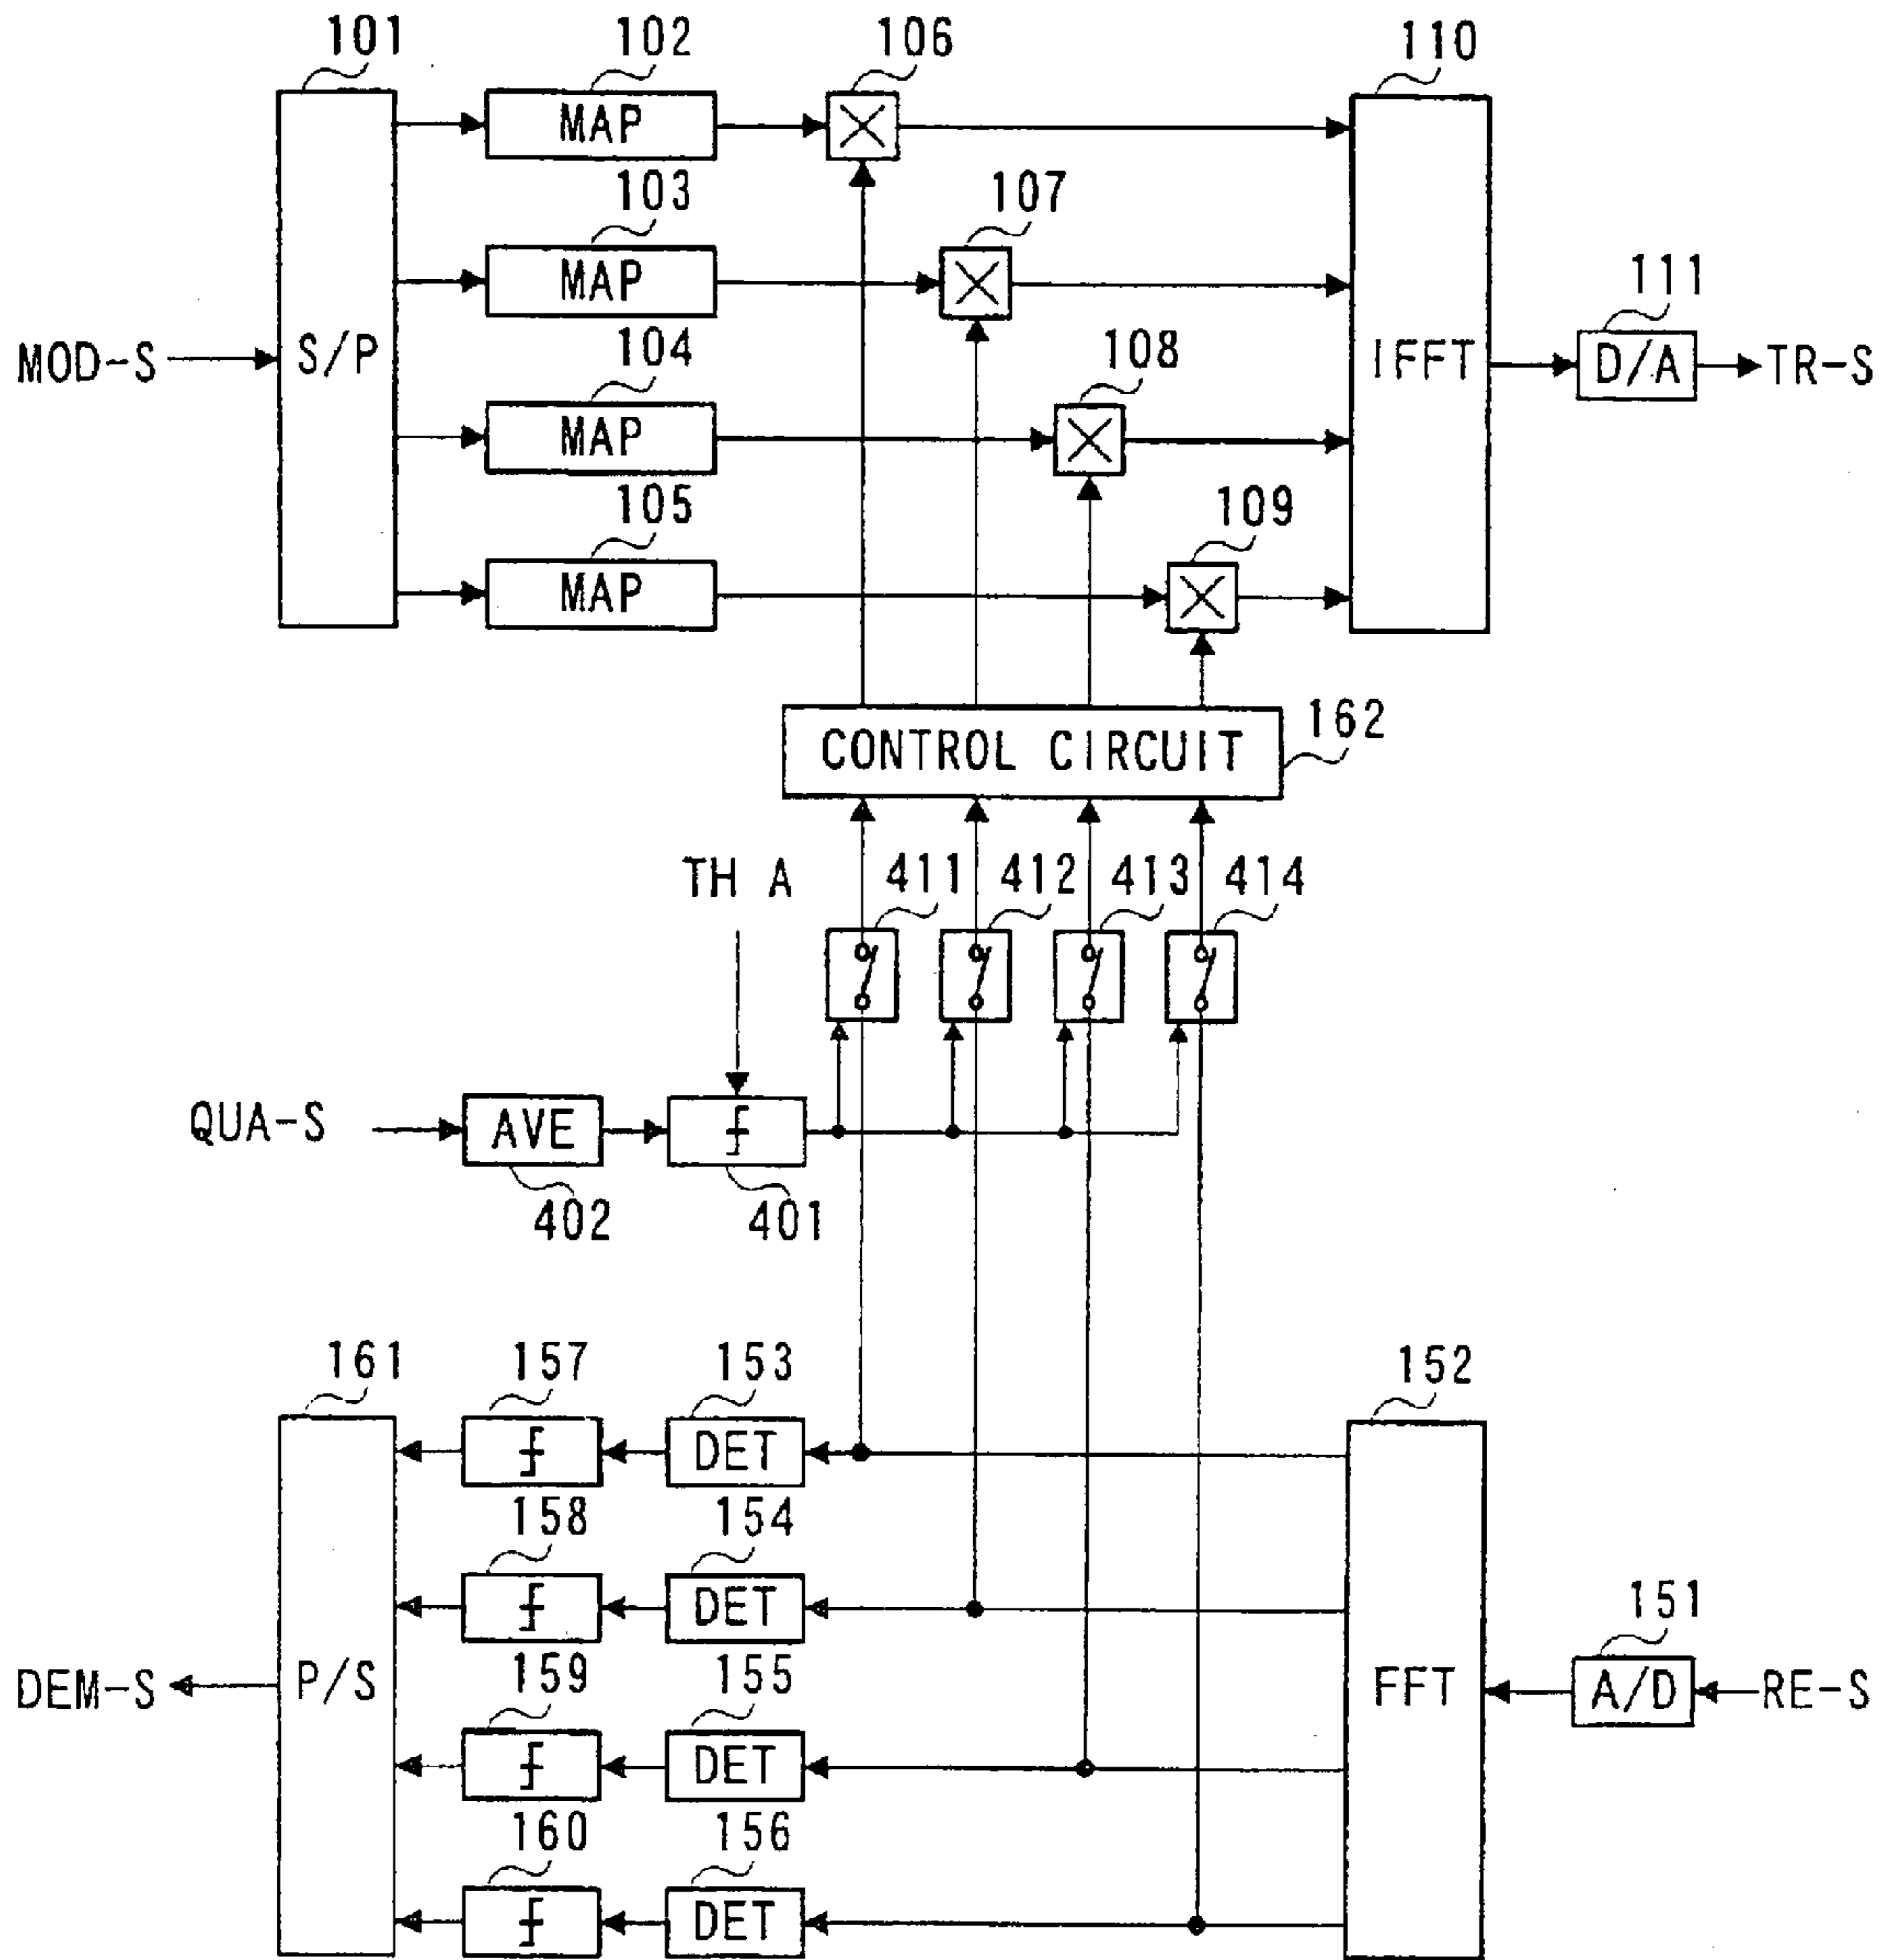 101
102
106
110
MAP
103
107
MAP
111
104
108
MOD-S
S/P
MAP
IFFT
D/A
TR-S
105
109
MAP
162
CONTROL CIRCUIT
TH A
411
412
413
414
QUA-S
AVE
402
401
161
157
153
152
DET
158
154
DET
151
159
155
DEM-S
P/S
DET
FFT
A/D
RE-S
160
156
DET